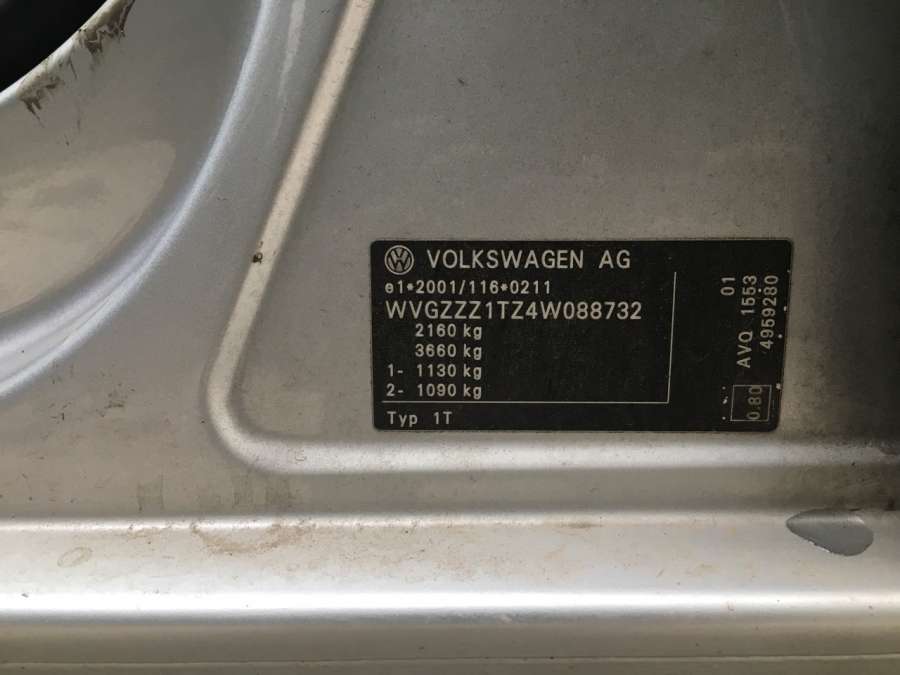 VOLKSWAGEN AG
e1*2001/116*0211
WVGZZZ1TZ4W088732
2160 kg
3660 kg
1- 1130 kg
2- 1090 kg
Typ 1T
01
AVQ 1553
4959280
0.80